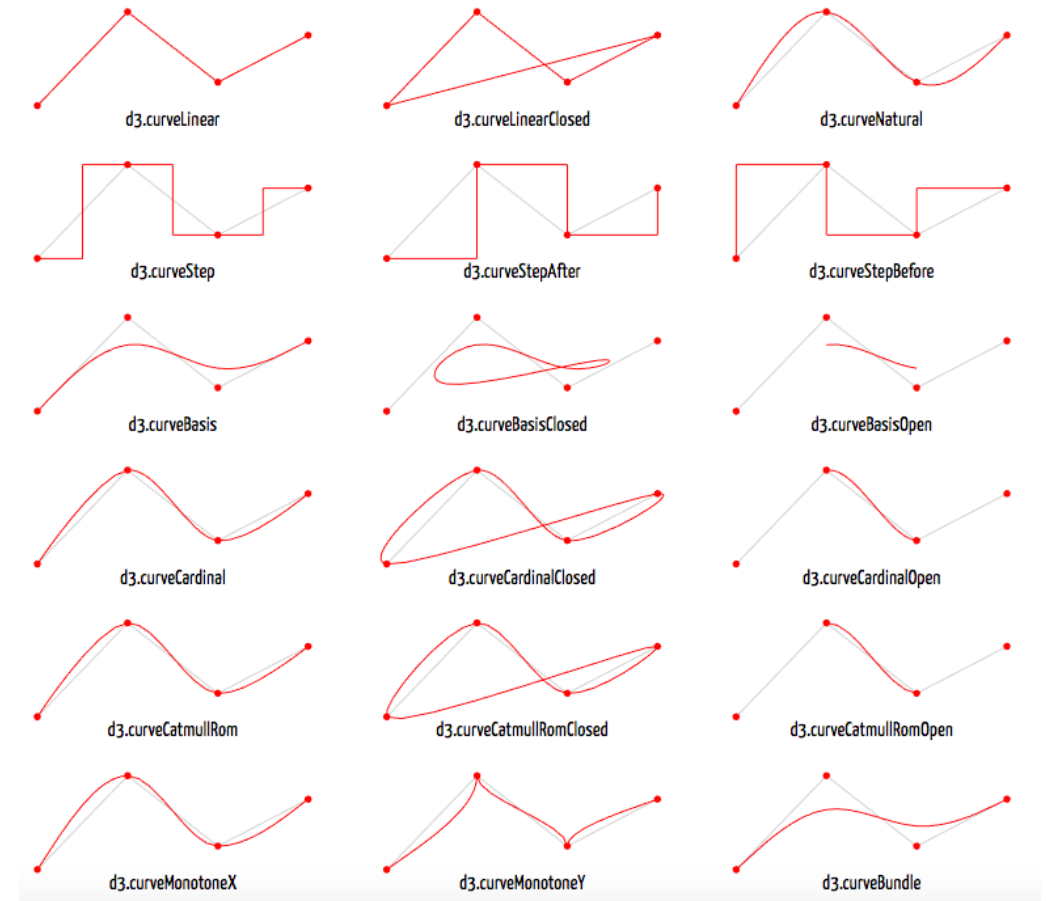 d3.curveLinear
d3.curveLinearClosed
d3.curveNatural
d3.curveStep
d3.curveStepAfter
d3.curveStepBefore
d3.curveBasis
d3.curveBasisClosed
d3.curveBasisOpen
d3.curveCardinal
d3.curveCardinalClosed
d3.curveCardinalOpen
d3.curveCatmullRom
d3.curveCatmullRomClosed
d3.curveCatmullRomOpen
d3.curveMonotoneX
d3.curveMonotoneY
d3.curveBundle